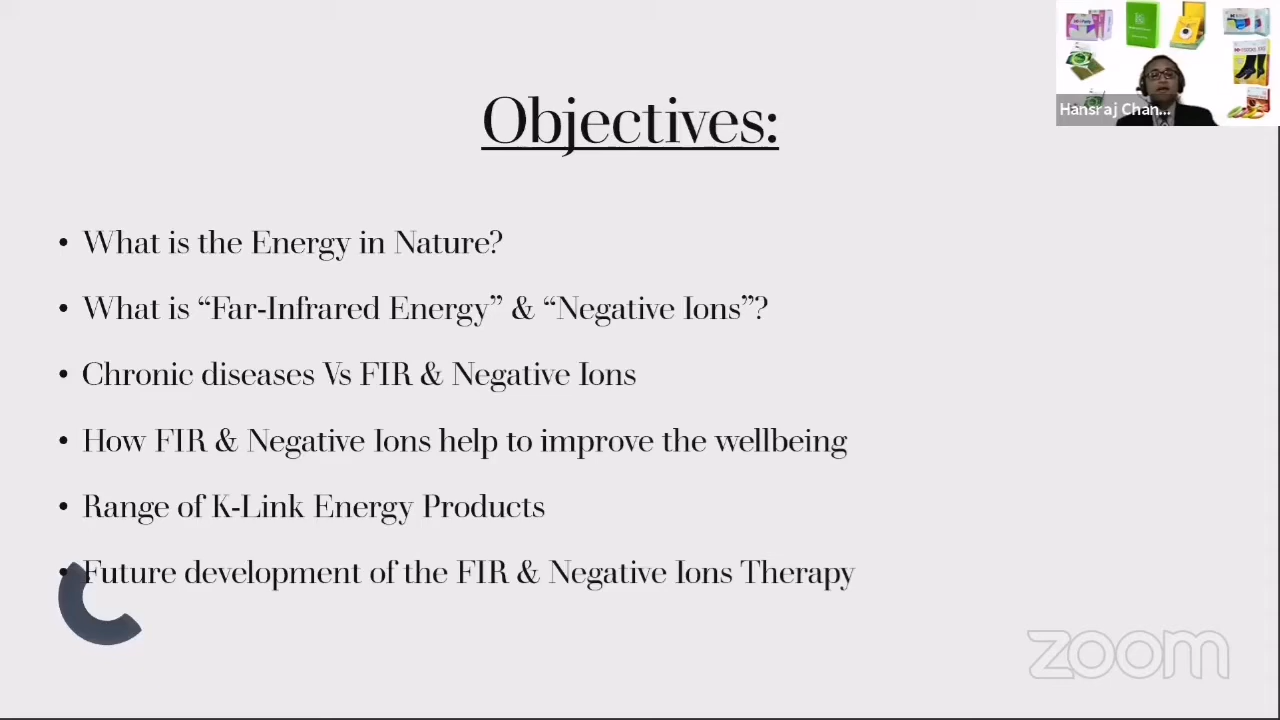 Hansraj Chan...
Objectives:
• What is the Energy in Nature?
• What is “Far-Infrared Energy” & “Negative Ions”?
• Chronic diseases Vs FIR & Negative Ions
• How FIR & Negative Ions help to improve the wellbeing
• Range of K-Link Energy Products
• Future development of the FIR & Negative Ions Therapy
zoom